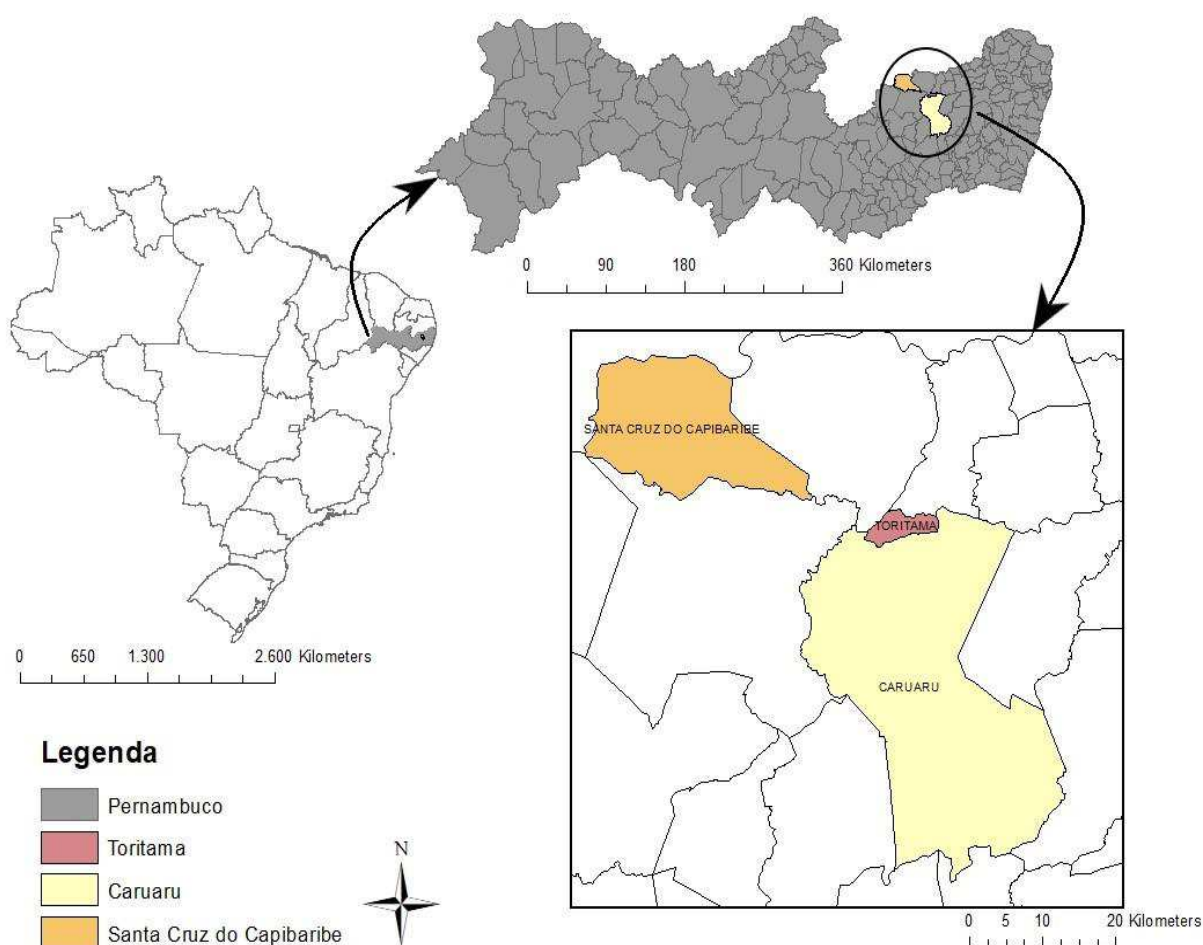 0 90 180 360 Kilometers
SANTA CRUZ DO CAPIBARIBE
TORITAMA
CARUARU
0 650 1.300 2.600 Kilometers
Legenda
Pernambuco
Toritama
Caruaru
Santa Cruz do Capibaribe
N
0 5 10 20 Kilometers